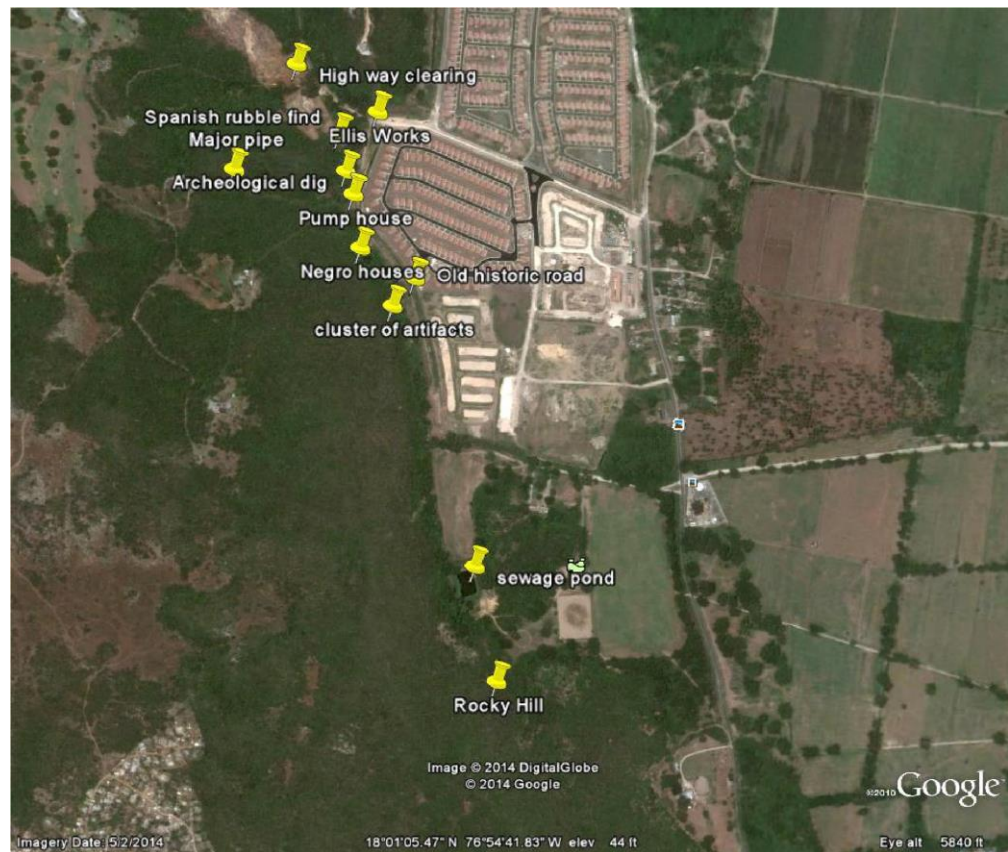 High way clearing
Spanish rubble find
Ellis Works
Major pipe
Archeological dig
Pump house
Negro houses
Old historic road
cluster of artifacts
sewage pond
Rocky Hill
Image © 2014 DigitalGlobe
© 2014 Google
©2010 Google
Imagery Date: 5/2/2014
18°01'05.47" N 76°54'41.83" W elev 44 ft
Eye alt 5840 ft